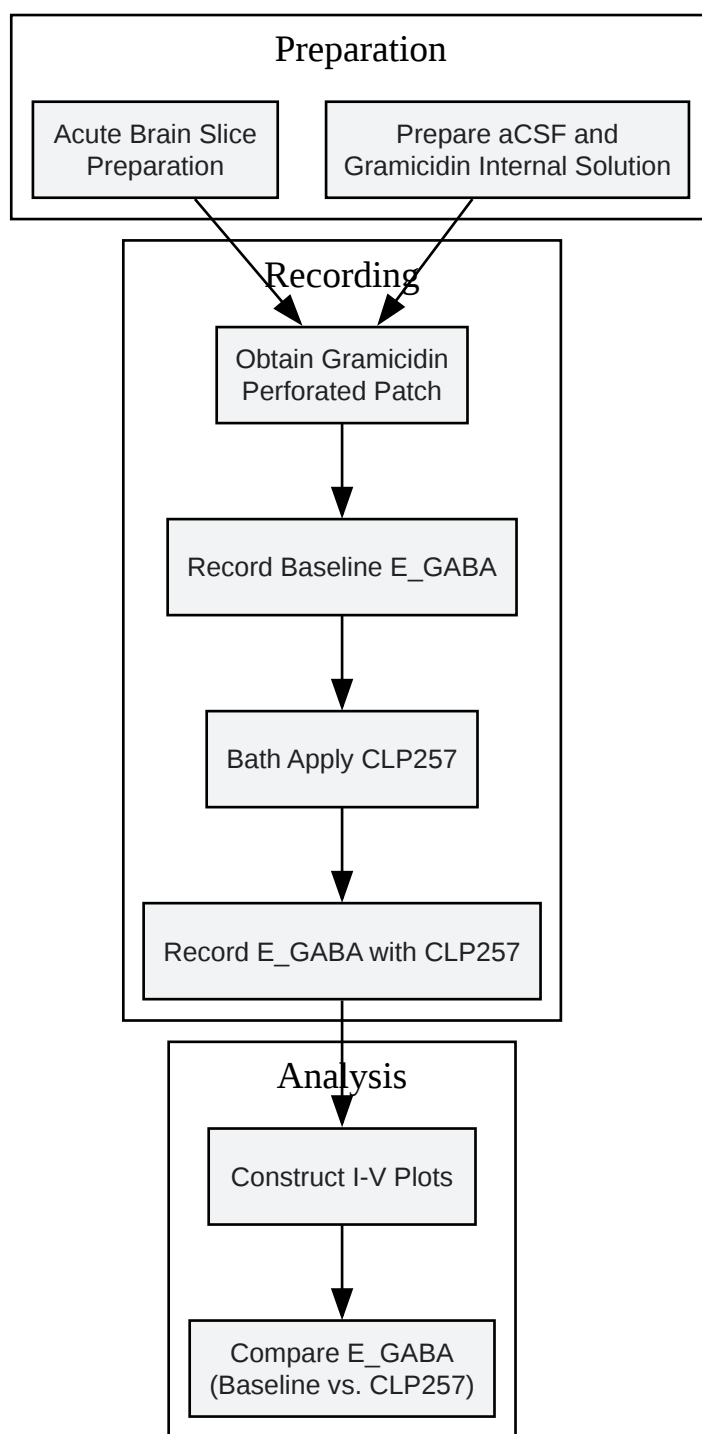 Preparation
Acute Brain Slice
Preparation
Prepare aCSF and
Gramicidin Internal Solution
Recording
Obtain Gramicidin
Perforated Patch
Record Baseline E_GABA
Bath Apply CLP257
Record E_GABA with CLP257
Analysis
Construct I-V Plots
Compare E_GABA
(Baseline vs. CLP257)